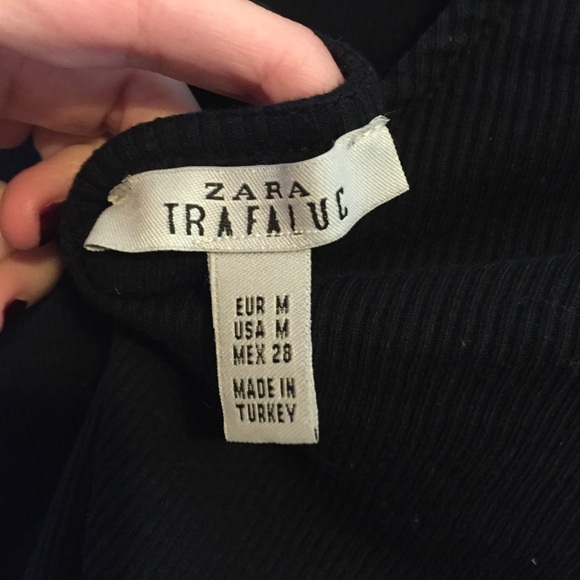 ZARA
TRAFALUC
EUR M
USA M
MEX 28
MADE IN
TURKEY